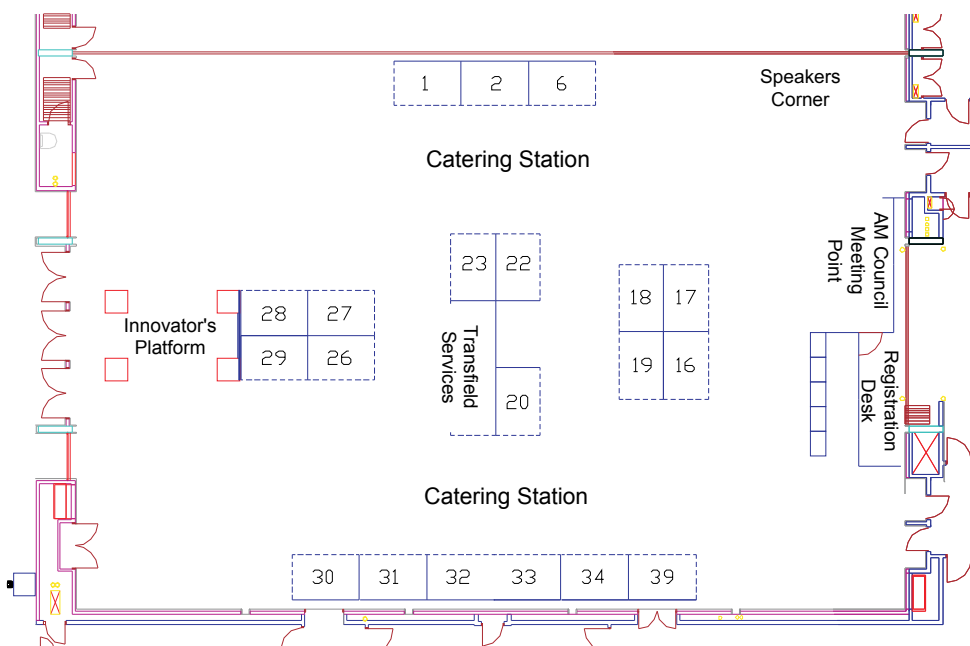 1 2 6
Speakers
Corner
Catering Station
AM Council
Meeting
Point
23 22
18 17
28 27
Innovator's
Platform
29 26
Transfield
Services
19 16
20
Registration
Desk
Catering Station
30 31 32 33 34 39